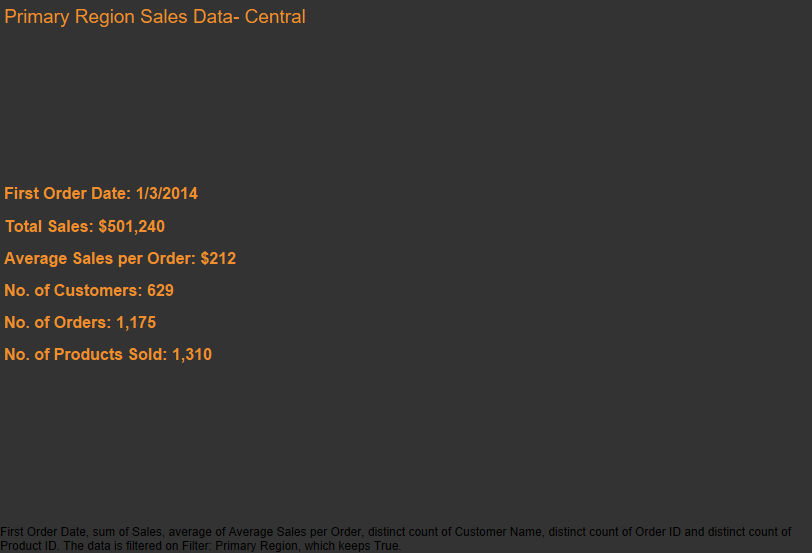 Primary Region Sales Data- Central
First Order Date: 1/3/2014
Total Sales: $501,240
Average Sales per Order: $212
No. of Customers: 629
No. of Orders: 1,175
No. of Products Sold: 1,310
First Order Date, sum of Sales, average of Average Sales per Order, distinct count of Customer Name, distinct count of Order ID and distinct count of
Product ID. The data is filtered on Filter: Primary Region, which keeps True.